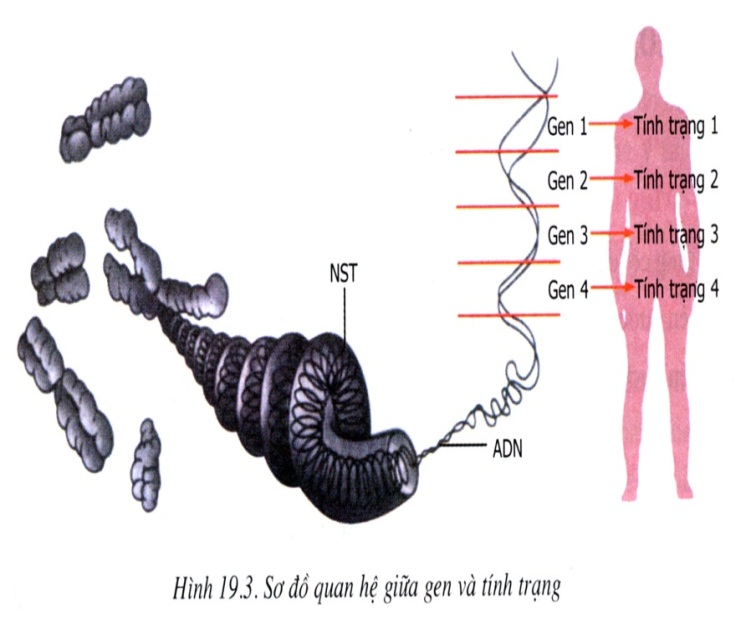 Gen 1 Tính trạng 1
Gen 2 Tính trạng 2
Gen 3 Tính trạng 3
Gen 4 Tính trạng 4
NST
ADN
Hình 19.3. Sơ đồ quan hệ giữa gen và tính trạng